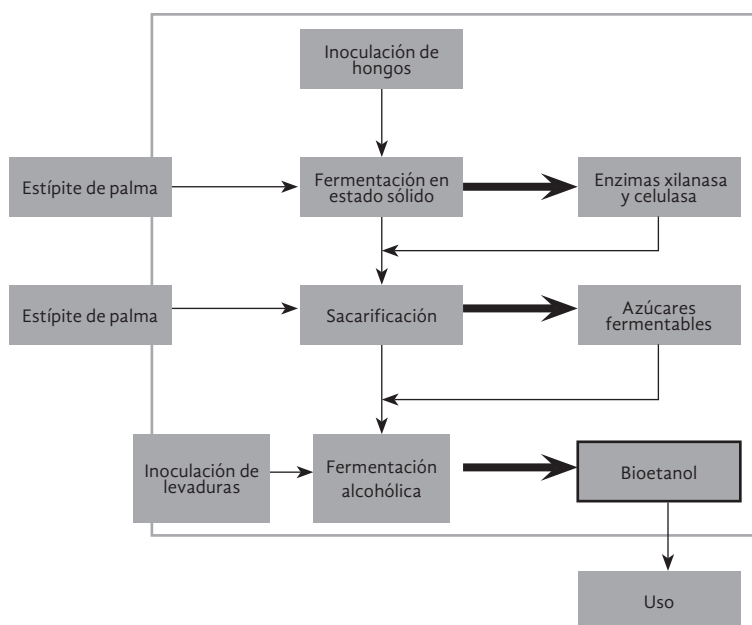 Inoculación de
hongos
Estípite de palma
Fermentación en
estado sólido
Enzimas xilanasa
y celulasa
Estípite de palma
Sacarificación
Azúcares
fermentables
Inoculación de
levaduras
Fermentación
alcohólica
Bioetanol
Uso